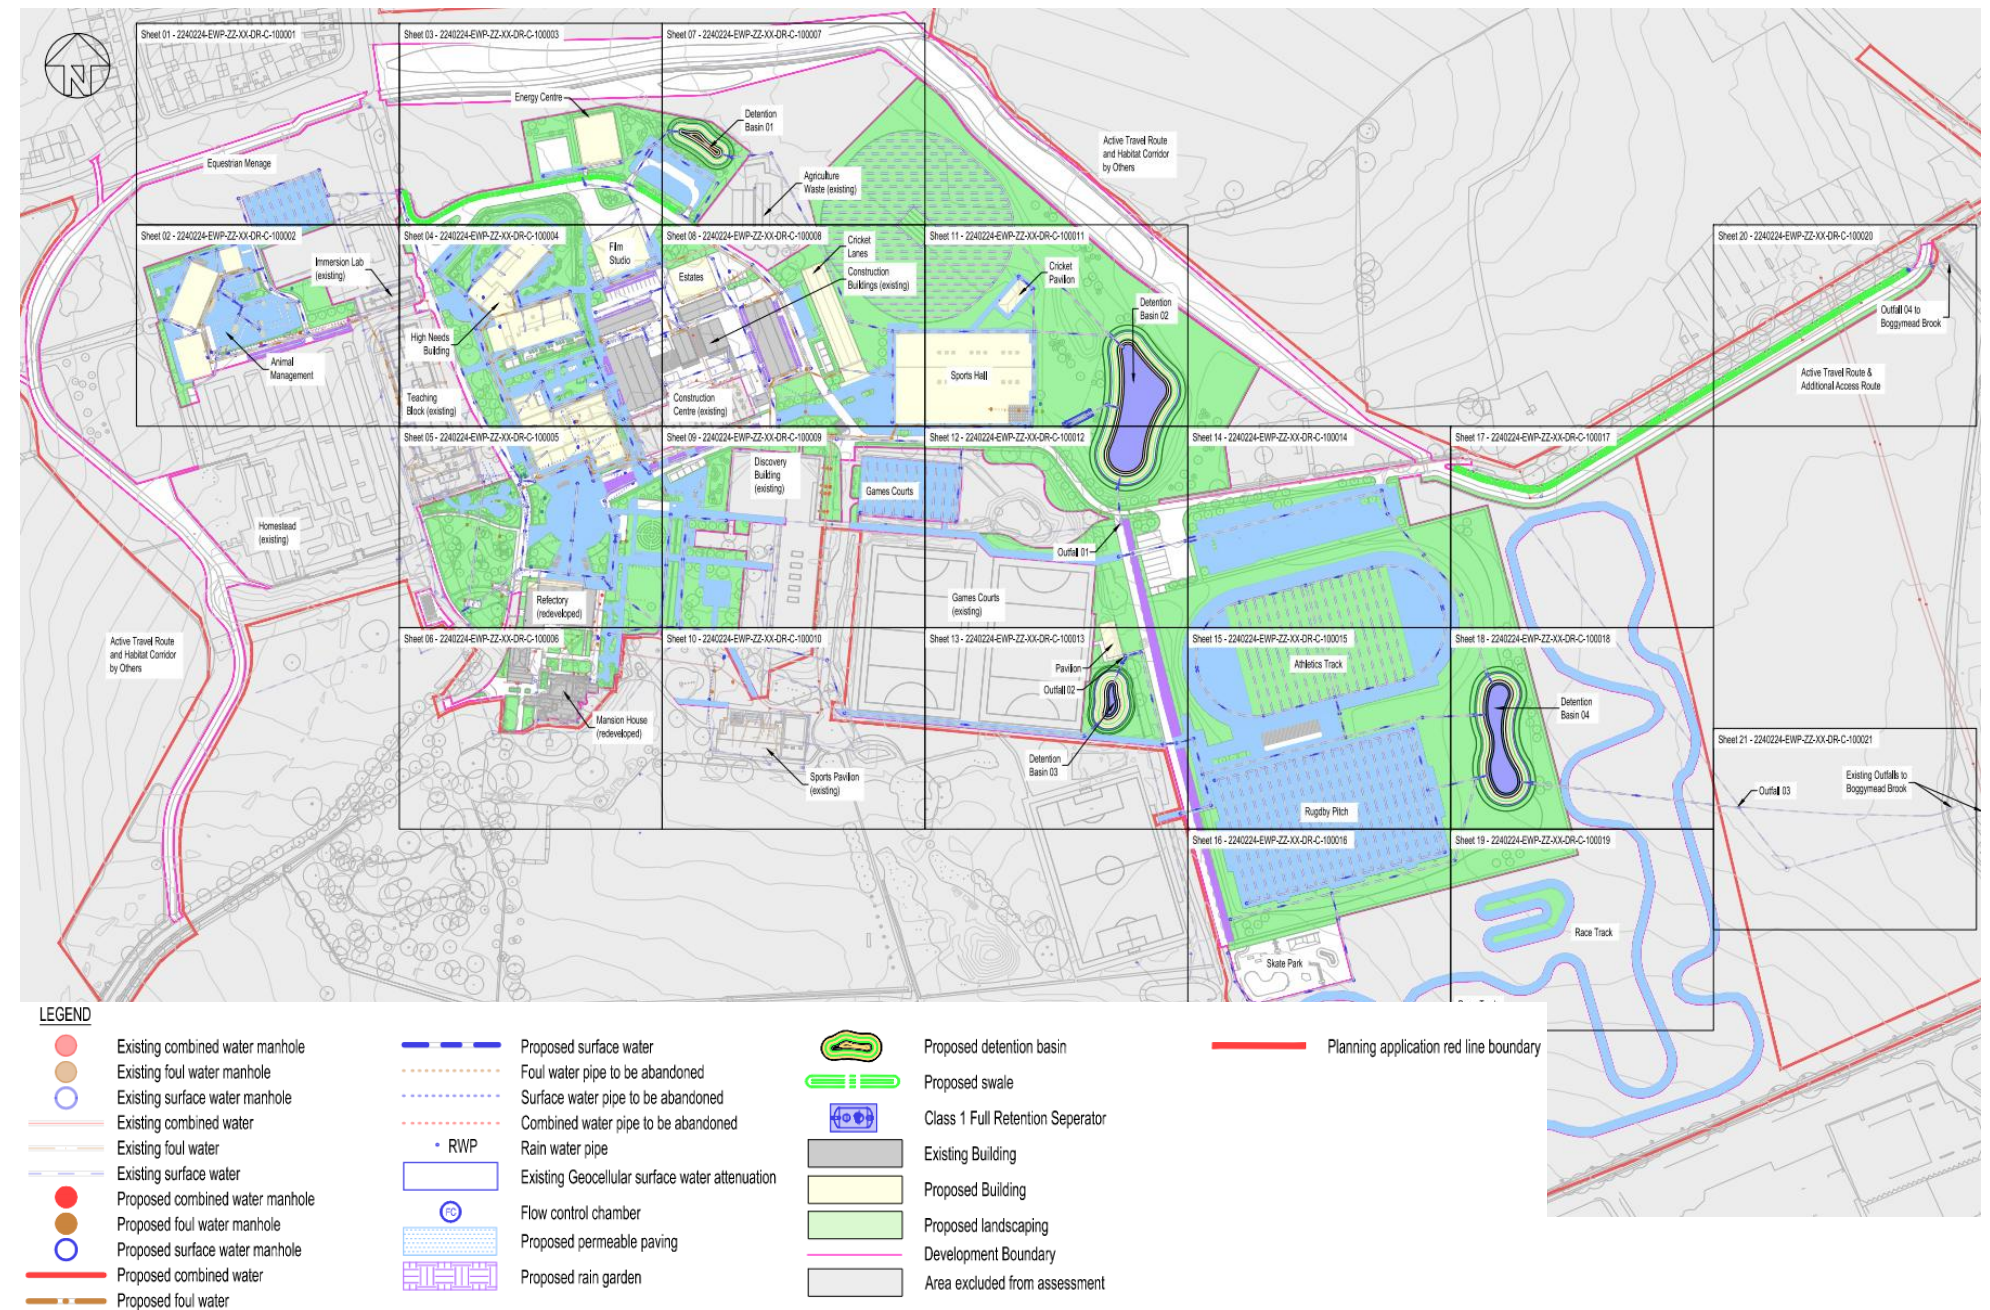 Sheet 01 - 2240224-EWP-ZZ-XX-DR-C-100001
Sheet 03 - 2240224-EWP-ZZ-XX-DR-C-100003
Sheet 07 - 2240224-EWP-ZZ-XX-DR-C-100007
N
Energy Centre
Detention
Basin 01
Active Travel Route
and Habitat Corridor
by Others
Equestrian Menage
Agriculture
Waste (existing)
Sheet 02 - 2240224-EWP-ZZ-XX-DR-C-100002
Sheet 04 - 2240224-EWP-ZZ-XX-DR-C-100004
Sheet 08 - 2240224-EWP-ZZ-XX-DR-C-100008
Sheet 11 - 2240224-EWP-ZZ-XX-DR-C-100011
Sheet 20 - 2240224-EWP-ZZ-XX-DR-C-100020
Immersion Lab
(existing)
Film
Studio
Estates
Cricket
Lanes
Construction
Buildings (existing)
Cricket
Pavilion
Detention
Basin 02
Outfall 04 to
Boggymead Brook
High Needs
Building
Animal
Management
Sports Hall
Active Travel Route &
Additional Access Route
Teaching
Block (existing)
Construction
Centre (existing)
Sheet 05 - 2240224-EWP-ZZ-XX-DR-C-100005
Sheet 09 - 2240224-EWP-ZZ-XX-DR-C-100009
Sheet 12 - 2240224-EWP-ZZ-XX-DR-C-100012
Sheet 14 - 2240224-EWP-ZZ-XX-DR-C-100014
Sheet 17 - 2240224-EWP-ZZ-XX-DR-C-100017
Discovery
Building
(existing)
Games Courts
Homestead
(existing)
Outfall 01
Games Courts
(existing)
Refectory
(redeveloped)
Sheet 06 - 2240224-EWP-ZZ-XX-DR-C-100006
Sheet 10 - 2240224-EWP-ZZ-XX-DR-C-100010
Sheet 13 - 2240224-EWP-ZZ-XX-DR-C-100013
Sheet 15 - 2240224-EWP-ZZ-XX-DR-C-100015
Sheet 18 - 2240224-EWP-ZZ-XX-DR-C-100018
Active Travel Route
and Habitat Corridor
by Others
Pavilion
Outfall 02
Athletics Track
Mansion House
(redeveloped)
Detention
Basin 04
Detention
Basin 03
Sports Pavilion
(existing)
Sheet 21 - 2240224-EWP-ZZ-XX-DR-C-100021
Existing Outfalls to
Boggymead Brook
Outfall 03
Rugdby Pitch
Sheet 16 - 2240224-EWP-ZZ-XX-DR-C-100016
Sheet 19 - 2240224-EWP-ZZ-XX-DR-C-100019
Race Track
Skate Park
LEGEND
Existing combined water manhole
Existing foul water manhole
Existing surface water manhole
Existing combined water
Existing foul water
Existing surface water
Proposed combined water manhole
Proposed foul water manhole
Proposed surface water manhole
Proposed combined water
Proposed foul water
Proposed surface water
Foul water pipe to be abandoned
Surface water pipe to be abandoned
Combined water pipe to be abandoned
RWP Rain water pipe
Existing Geocellular surface water attenuation
FC Flow control chamber
Proposed permeable paving
Proposed rain garden
Proposed detention basin
Proposed swale
Class 1 Full Retention Seperator
Existing Building
Proposed Building
Proposed landscaping
Development Boundary
Area excluded from assessment
Planning application red line boundary